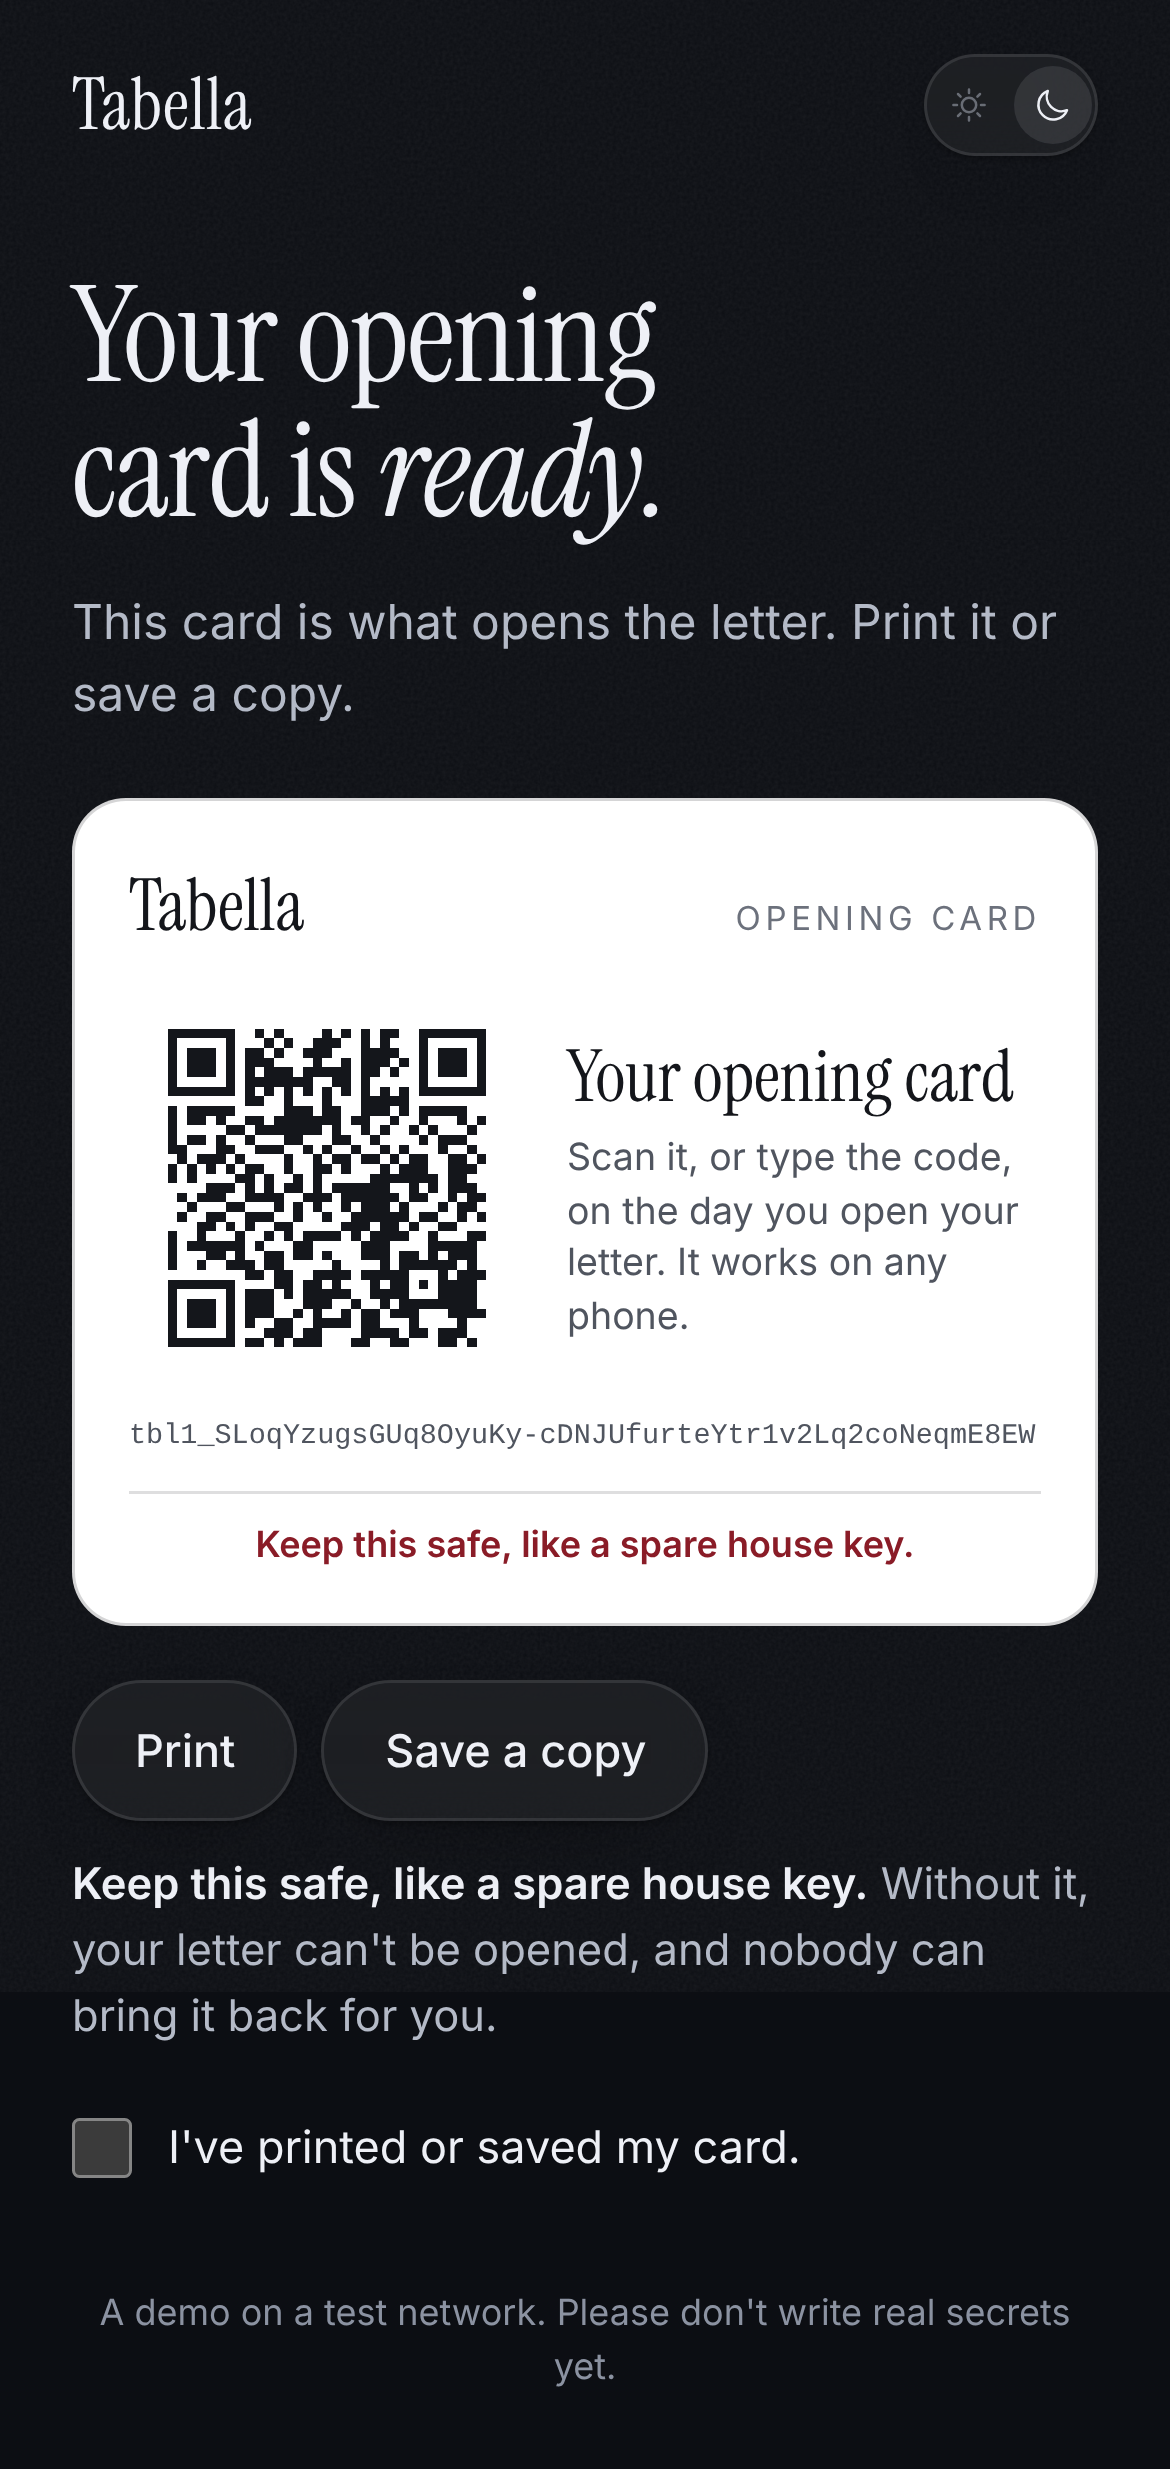 Tabella
Your opening
card is ready.
This card is what opens the letter. Print it or
save a copy.
Tabella
OPENING CARD
Your opening card
Scan it, or type the code,
on the day you open your
letter. It works on any
phone.
tbl1_SLoqYzugsGUq8OyuKy-cDNJUfurteYtr1v2Lq2coNeqmE8EW
Keep this safe, like a spare house key.
Print
Save a copy
Keep this safe, like a spare house key. Without it,
your letter can't be opened, and nobody can
bring it back for you.
I've printed or saved my card.
A demo on a test network. Please don't write real secrets
yet.